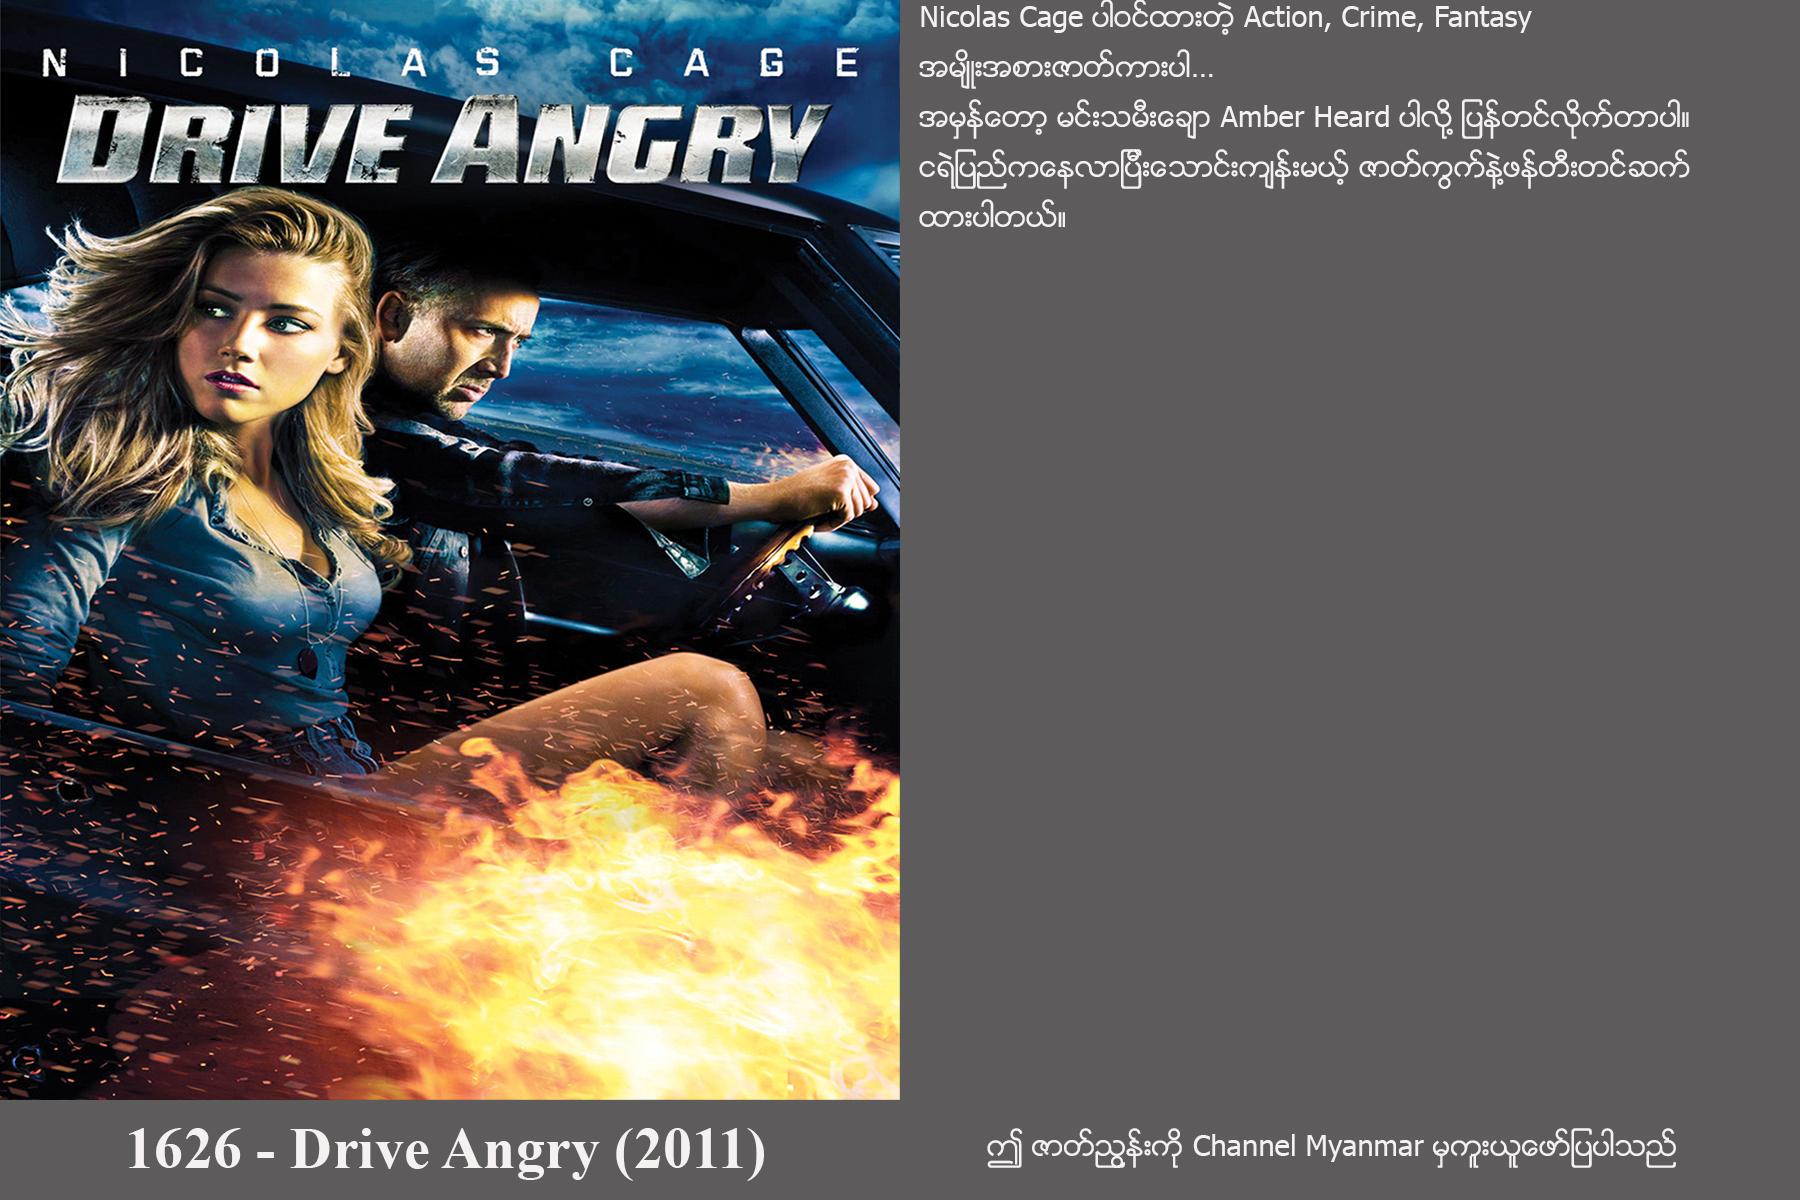 NICOLAS CAGE
DRIVE ANGRY
Nicolas Cage ပါဝင်ထားတဲ့ Action, Crime, Fantasy
အမျိုးအစားဇာတ်ကားပါ...
အမှန်တော့ မင်းသမီးချော Amber Heard ပါလို့ ပြန်တင်လိုက်တာပါ။
ငရဲပြည်ကနေလာပြီးသောင်းကျန်းမယ့် ဇာတ်ကွက်နဲ့ဖန်တီးတင်ဆက်
ထားပါတယ်။
1626 - Drive Angry (2011)
ဤ ဇာတ်ညွှန်းကို Channel Myanmar မှကူးယူဖော်ပြပါသည်